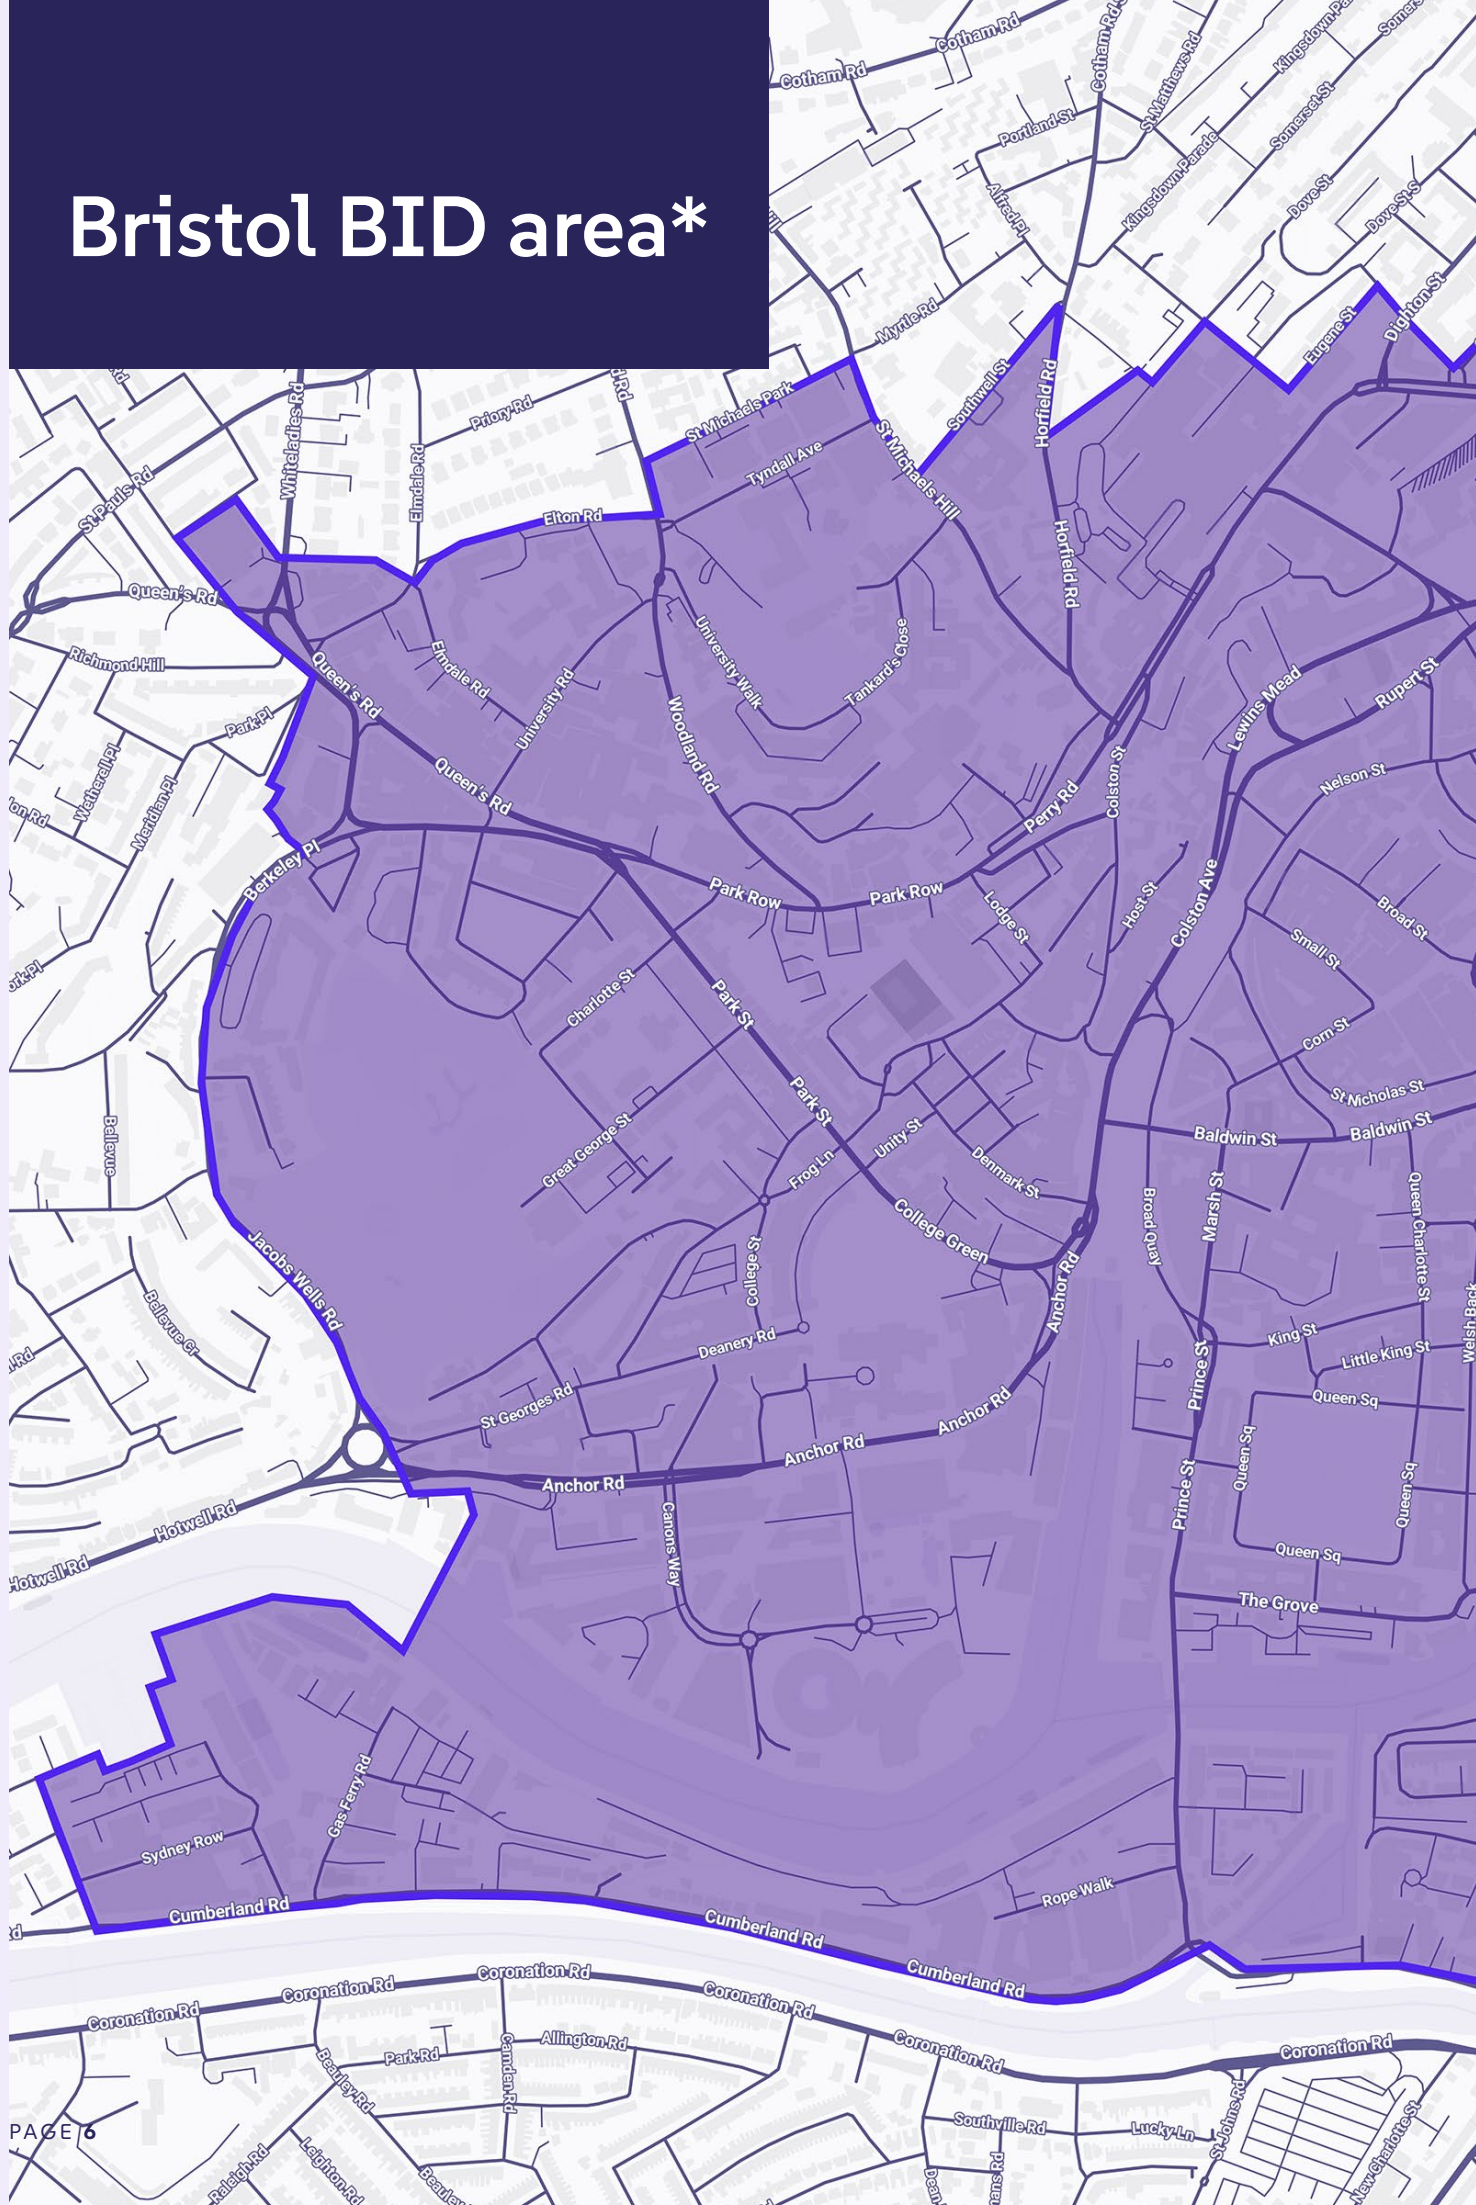 Bristol BID area*
Cotham Rd
Cotham Rd
Cotham Rd
St Matthews Rd
Kingsdown Pa
Somers
Portland St
Somerset St
Kingsdown Parade
Alfred Pl
Dove St
Dove St S
Myrtle Rd
Dighton St
Eugene St
Southwell St
Horfield Rd
Whiteladies Rd
Priory Rd
St Michaels Park
Elmdale Rd
Tyndall Ave
St Michaels Hill
St Pauls Rd
Elton Rd
Horfield Rd
Queen's Rd
Richmond Hill
Queen's Rd
Elmdale Rd
University Walk
Tankard's Close
University Rd
Lewins Mead
Rupert St
Park Pl
Woodland Rd
Wetherell Pl
Meridian Pl
Queen's Rd
Colston St
Nelson St
Perry Rd
Berkeley Pl
Park Row
Park Row
Lodge St
Host St
Colston Ave
Broad St
Small St
Charlotte St
Park St
Corn St
Park St
St Nicholas St
Bellevue
Great George St
Unity St
Baldwin St
Baldwin St
Frog Ln
Denmark St
Broad Quay
Marsh St
Queen Charlotte St
College Green
Jacobs Wells Rd
College St
Anchor Rd
Bellevue Cr
Deanery Rd
King St
Little King St
Welsh Back
Prince St
St Georges Rd
Queen Sq
Anchor Rd
Anchor Rd
Queen Sq
Anchor Rd
Queen Sq
Prince St
Hotwell Rd
Canons Way
Hotwell Rd
Queen Sq
The Grove
Gas Ferry Rd
Sydney Row
Rope Walk
Cumberland Rd
Cumberland Rd
Cumberland Rd
Coronation Rd
Coronation Rd
Coronation Rd
Coronation Rd
Coronation Rd
Coronation Rd
Allington Rd
Park Rd
Camden Rd
Beauley Rd
Southville Rd
Lucky Ln
St Johns Rd
New Charlotte St
PAGE 6
Raleigh Rd
Leighton Rd
Beauley